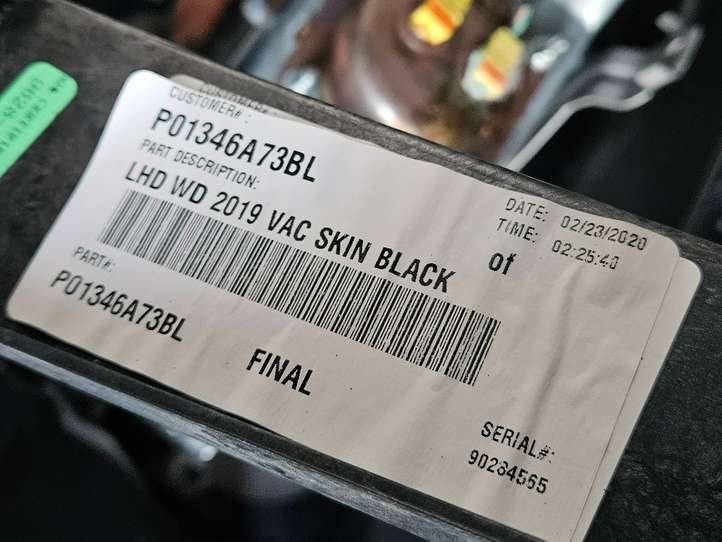 CUSTOMER#:
P01346A73BL
PART DESCRIPTION:
LHD WD 2019 VAC SKIN BLACK
DATE: 02/23/2020
TIME: 02:25:40
of
PART#:
P01346A73BL
FINAL
SERIAL#:
90284565